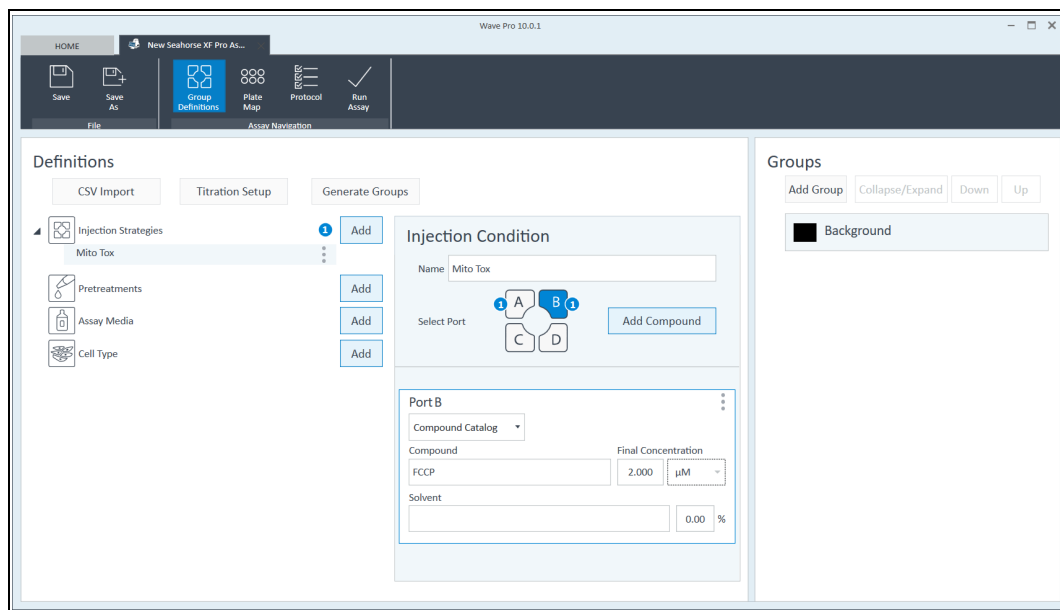 Wave Pro 10.0.1
HOME
New Seahorse XF Pro As...
Save
Save As
Group Definitions
Plate Map
Protocol
Run Assay
File
Assay Navigation
Definitions
CSV Import
Titration Setup
Generate Groups
Injection Strategies
1
Add
Mito Tox
Pretreatments
Add
Assay Media
Add
Cell Type
Add
Injection Condition
Name
Mito Tox
Select Port
1
A
B
1
C
D
Add Compound
Port B
Compound Catalog
Compound
Final Concentration
FCCP
2.000
µM
Solvent
0.00 %
Groups
Add Group
Collapse/Expand
Down
Up
Background